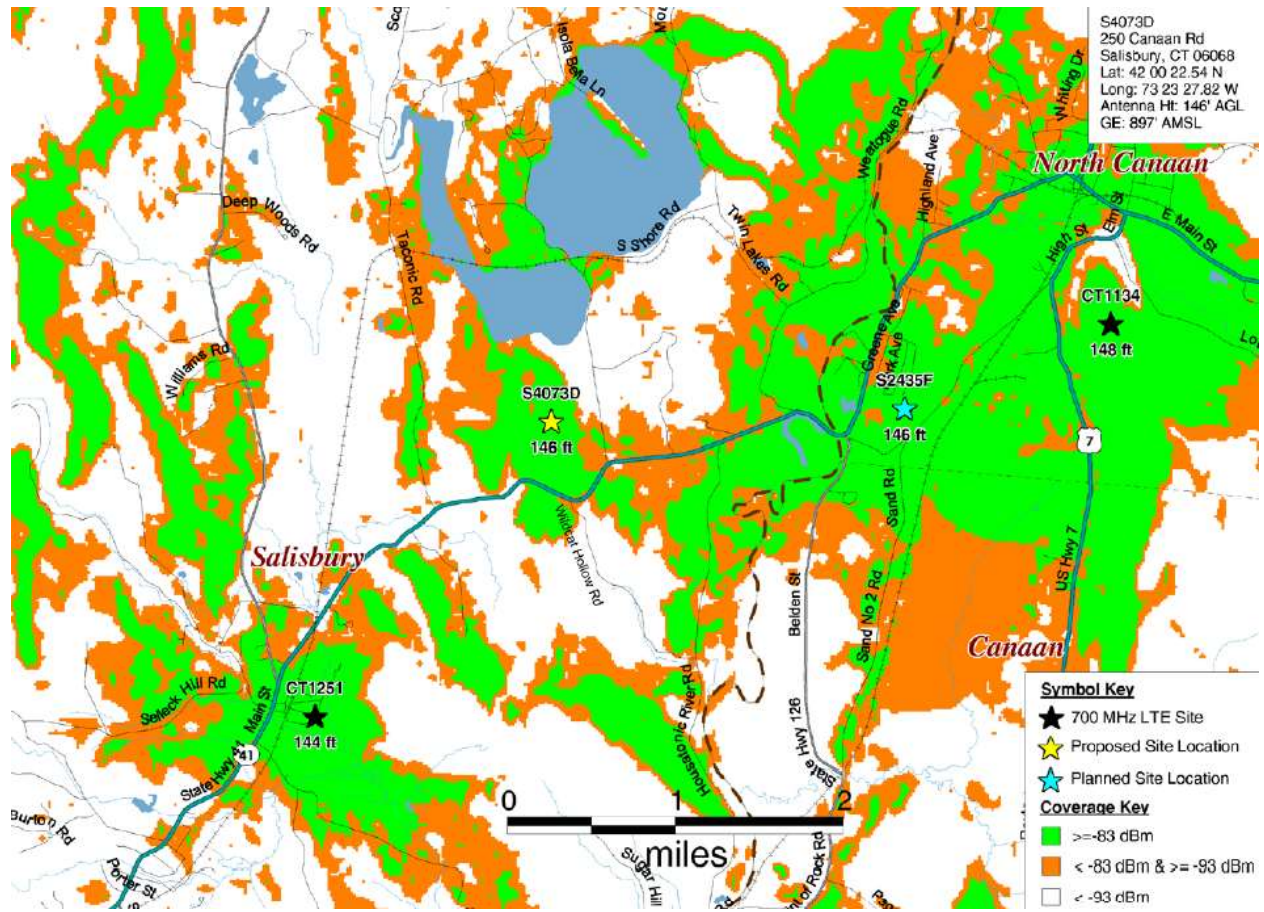 S4073D
250 Canaan Rd
Salisbury, CT 06068
Lat: 42 00 22.54 N
Long: 73 23 27.82 W
Antenna Ht: 146' AGL
GE: 897' AMSL
Isola Bella Ln
Whiting Dr
Weatogue Rd
Highland Ave
North Canaan
Deep Woods Rd
S Shore Rd
Twin Lakes Rd
Taconic Rd
High St
Elm St
E Main St
CT1134
148 ft
Greene Ave
Williams Rd
S4073D
146 ft
S2435F
146 ft
7
Sand Rd
Wildcat Hollow Rd
Salisbury
US Hwy 7
Belden St
Sand No 2 Rd
Canaan
Selleck Hill Rd
Main St
CT1251
144 ft
Housatonic River Rd
State Hwy 126
State Hwy 41
41
Burton Rd
Porter St
Sugar Hill
0 1 2
miles
Symbol Key
700 MHz LTE Site
Proposed Site Location
Planned Site Location
Coverage Key
>=-83 dBm
< -83 dBm & >= -93 dBm
< -93 dBm